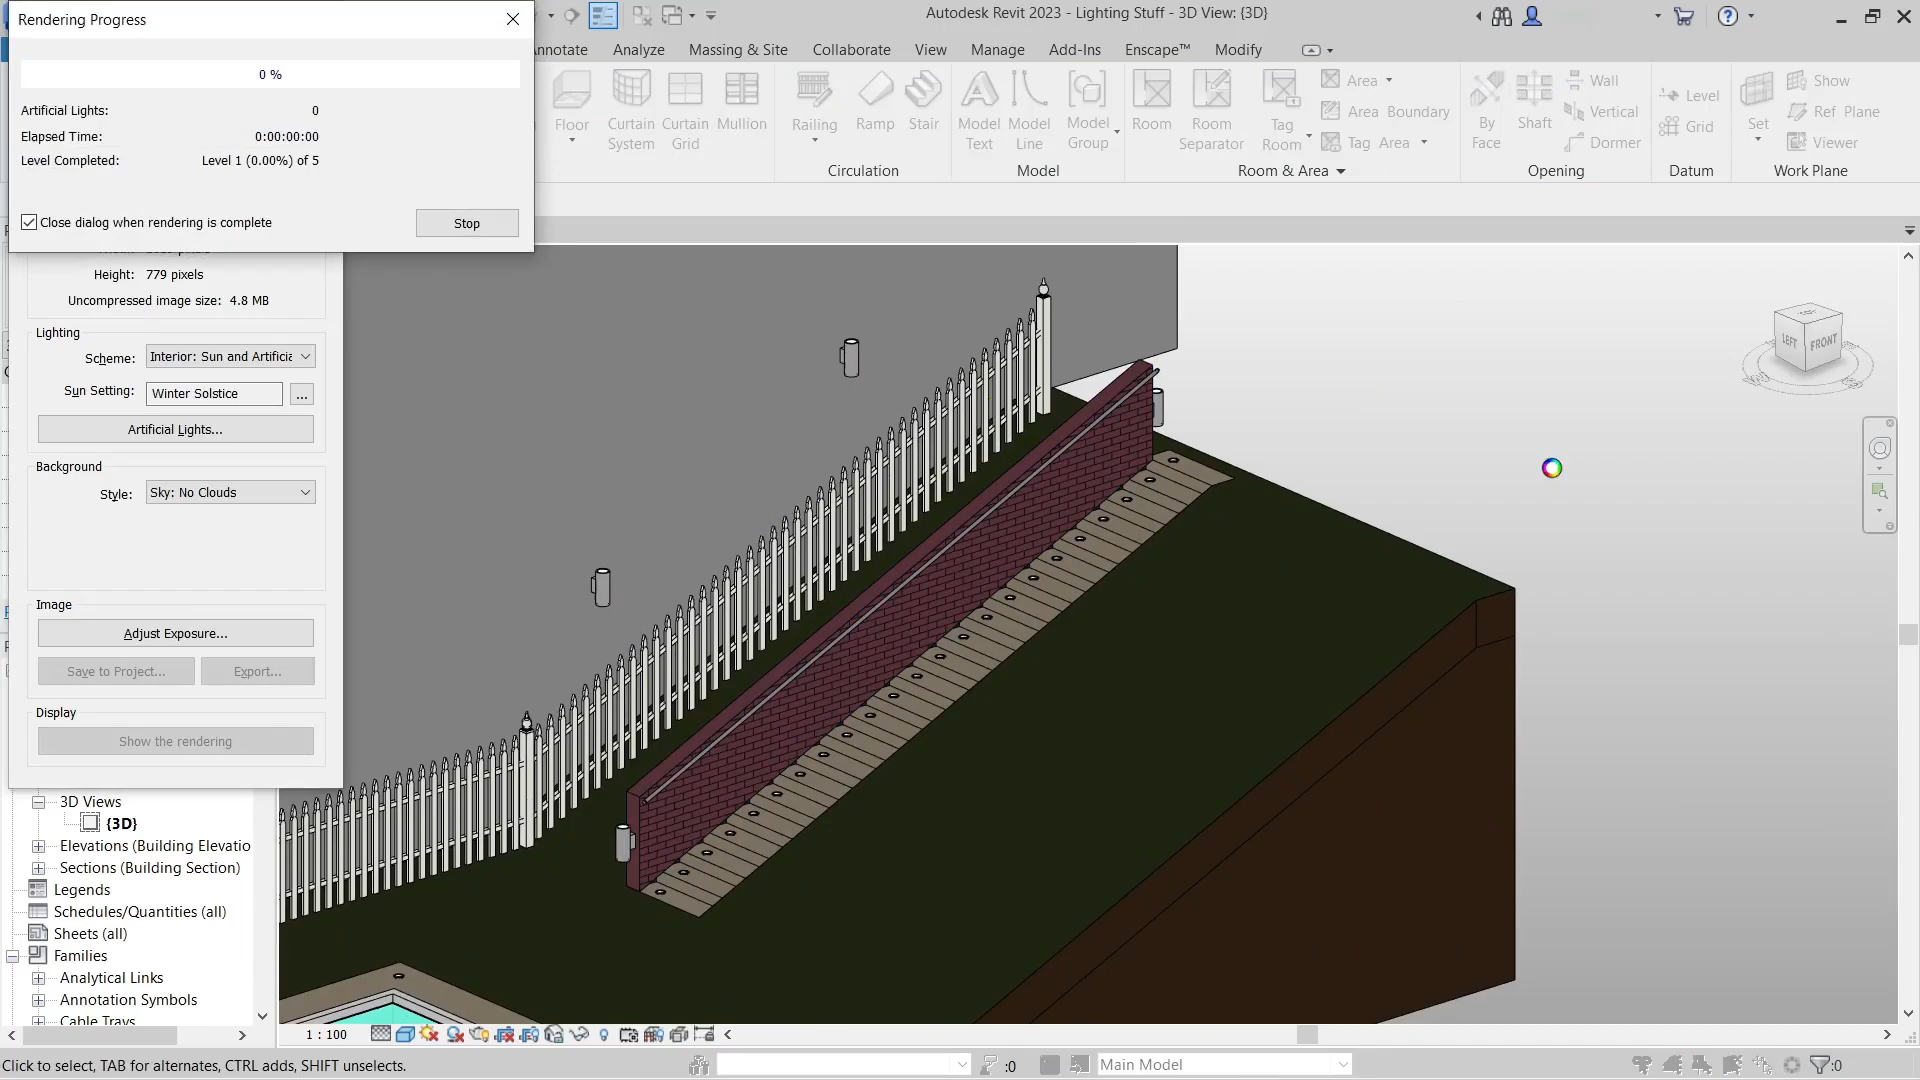 Rendering Progress
Autodesk Revit 2023 - Lighting Stuff - 3D View: {3D}
0 %
Artificial Lights: 0
Elapsed Time: 0:00:00:00
Level Completed: Level 1 (0.00%) of 5
Close dialog when rendering is complete
Stop
Annotate Analyze Massing & Site Collaborate View Manage Add-Ins Enscape™ Modify
Floor
Curtain System
Curtain Grid
Mullion
Railing
Ramp
Stair
Circulation
Model Text
Model Line
Model Group
Model
Room
Room Separator
Tag Room
Area
Area Boundary
Tag Area
Room & Area
By Face
Shaft
Wall
Vertical
Dormer
Opening
Level
Grid
Datum
Set
Show
Ref Plane
Viewer
Work Plane
Height: 779 pixels
Uncompressed image size: 4.8 MB
Lighting
Scheme: Interior: Sun and Artificia
Sun Setting: Winter Solstice
...
Artificial Lights...
Background
Style: Sky: No Clouds
Image
Adjust Exposure...
Save to Project... Export...
Display
Show the rendering
3D Views
{3D}
Elevations (Building Elevatio
Sections (Building Section)
Legends
Schedules/Quantities (all)
Sheets (all)
Families
Analytical Links
Annotation Symbols
Cable Trays
LEFT FRONT
1 : 100
Click to select, TAB for alternates, CTRL adds, SHIFT unselects.
:0
Main Model
:0